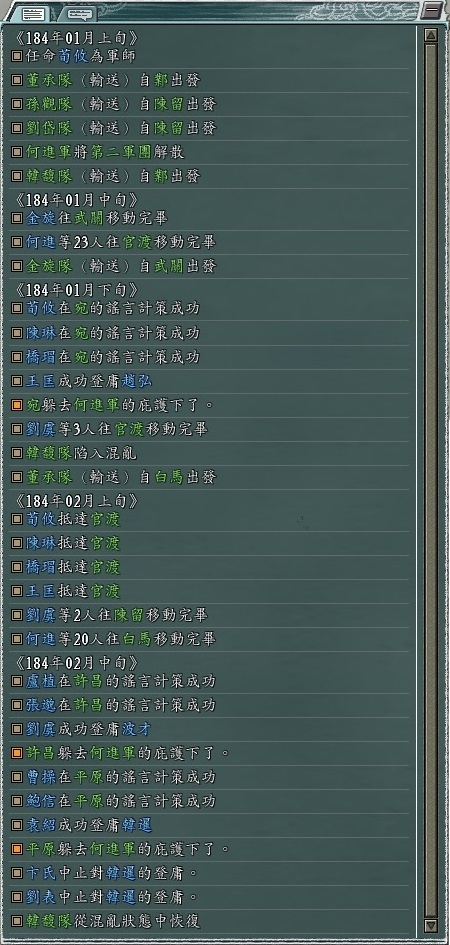 《184年01月上旬》
任命荀攸為軍師
董承隊（輸送）自鄴出發
孫觀隊（輸送）自陳留出發
劉岱隊（輸送）自陳留出發
何進軍將第二軍團解散
韓馥隊（輸送）自鄴出發
《184年01月中旬》
金旋往武關移動完畢
何進等23人往官渡移動完畢
金旋隊（輸送）自武關出發
《184年01月下旬》
荀攸在宛的謠言計策成功
陳琳在宛的謠言計策成功
橋瑁在宛的謠言計策成功
王匡成功登庸趙弘
宛躲去何進軍的庇護下了。
劉虞等3人往官渡移動完畢
韓馥隊陷入混亂
董承隊（輸送）自白馬出發
《184年02月上旬》
荀攸抵達官渡
陳琳抵達官渡
橋瑁抵達官渡
王匡抵達官渡
劉虞等2人往陳留移動完畢
何進等20人往白馬移動完畢
《184年02月中旬》
盧植在許昌的謠言計策成功
張邈在許昌的謠言計策成功
劉虞成功登庸波才
許昌躲去何進軍的庇護下了。
曹操在平原的謠言計策成功
鮑信在平原的謠言計策成功
袁紹成功登庸韓暹
平原躲去何進軍的庇護下了。
卞氏中止對韓暹的登庸。
劉表中止對韓暹的登庸。
韓馥隊從混亂狀態中恢復